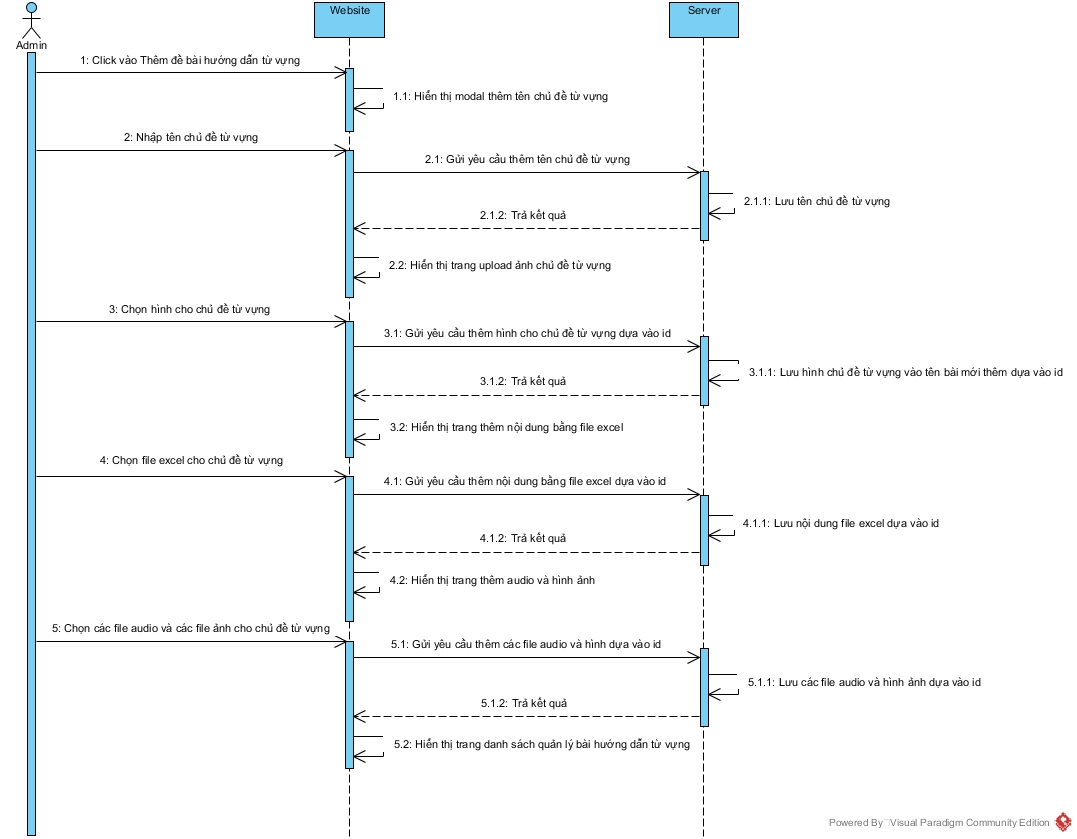 Website
Server
Admin
1: Click vào Thêm đề bài hướng dẫn từ vựng
1.1: Hiển thị modal thêm tên chủ đề từ vựng
2: Nhập tên chủ đề từ vựng
2.1: Gửi yêu cầu thêm tên chủ đề từ vựng
2.1.1: Lưu tên chủ đề từ vựng
2.1.2: Trả kết quả
2.2: Hiển thị trang upload ảnh chủ đề từ vựng
3: Chọn hình cho chủ đề từ vựng
3.1: Gửi yêu cầu thêm hình cho chủ đề từ vựng dựa vào id
3.1.1: Lưu hình chủ đề từ vựng vào tên bài mới thêm dựa vào id
3.1.2: Trả kết quả
3.2: Hiển thị trang thêm nội dung bằng file excel
4: Chọn file excel cho chủ đề từ vựng
4.1: Gửi yêu cầu thêm nội dung bằng file excel dựa vào id
4.1.1: Lưu nội dung file excel dựa vào id
4.1.2: Trả kết quả
4.2: Hiển thị trang thêm audio và hình ảnh
5: Chọn các file audio và các file ảnh cho chủ đề từ vựng
5.1: Gửi yêu cầu thêm các file audio và hình dựa vào id
5.1.1: Lưu các file audio và hình ảnh dựa vào id
5.1.2: Trả kết quả
5.2: Hiển thị trang danh sách quản lý bài hướng dẫn từ vựng
Powered By Visual Paradigm Community Edition